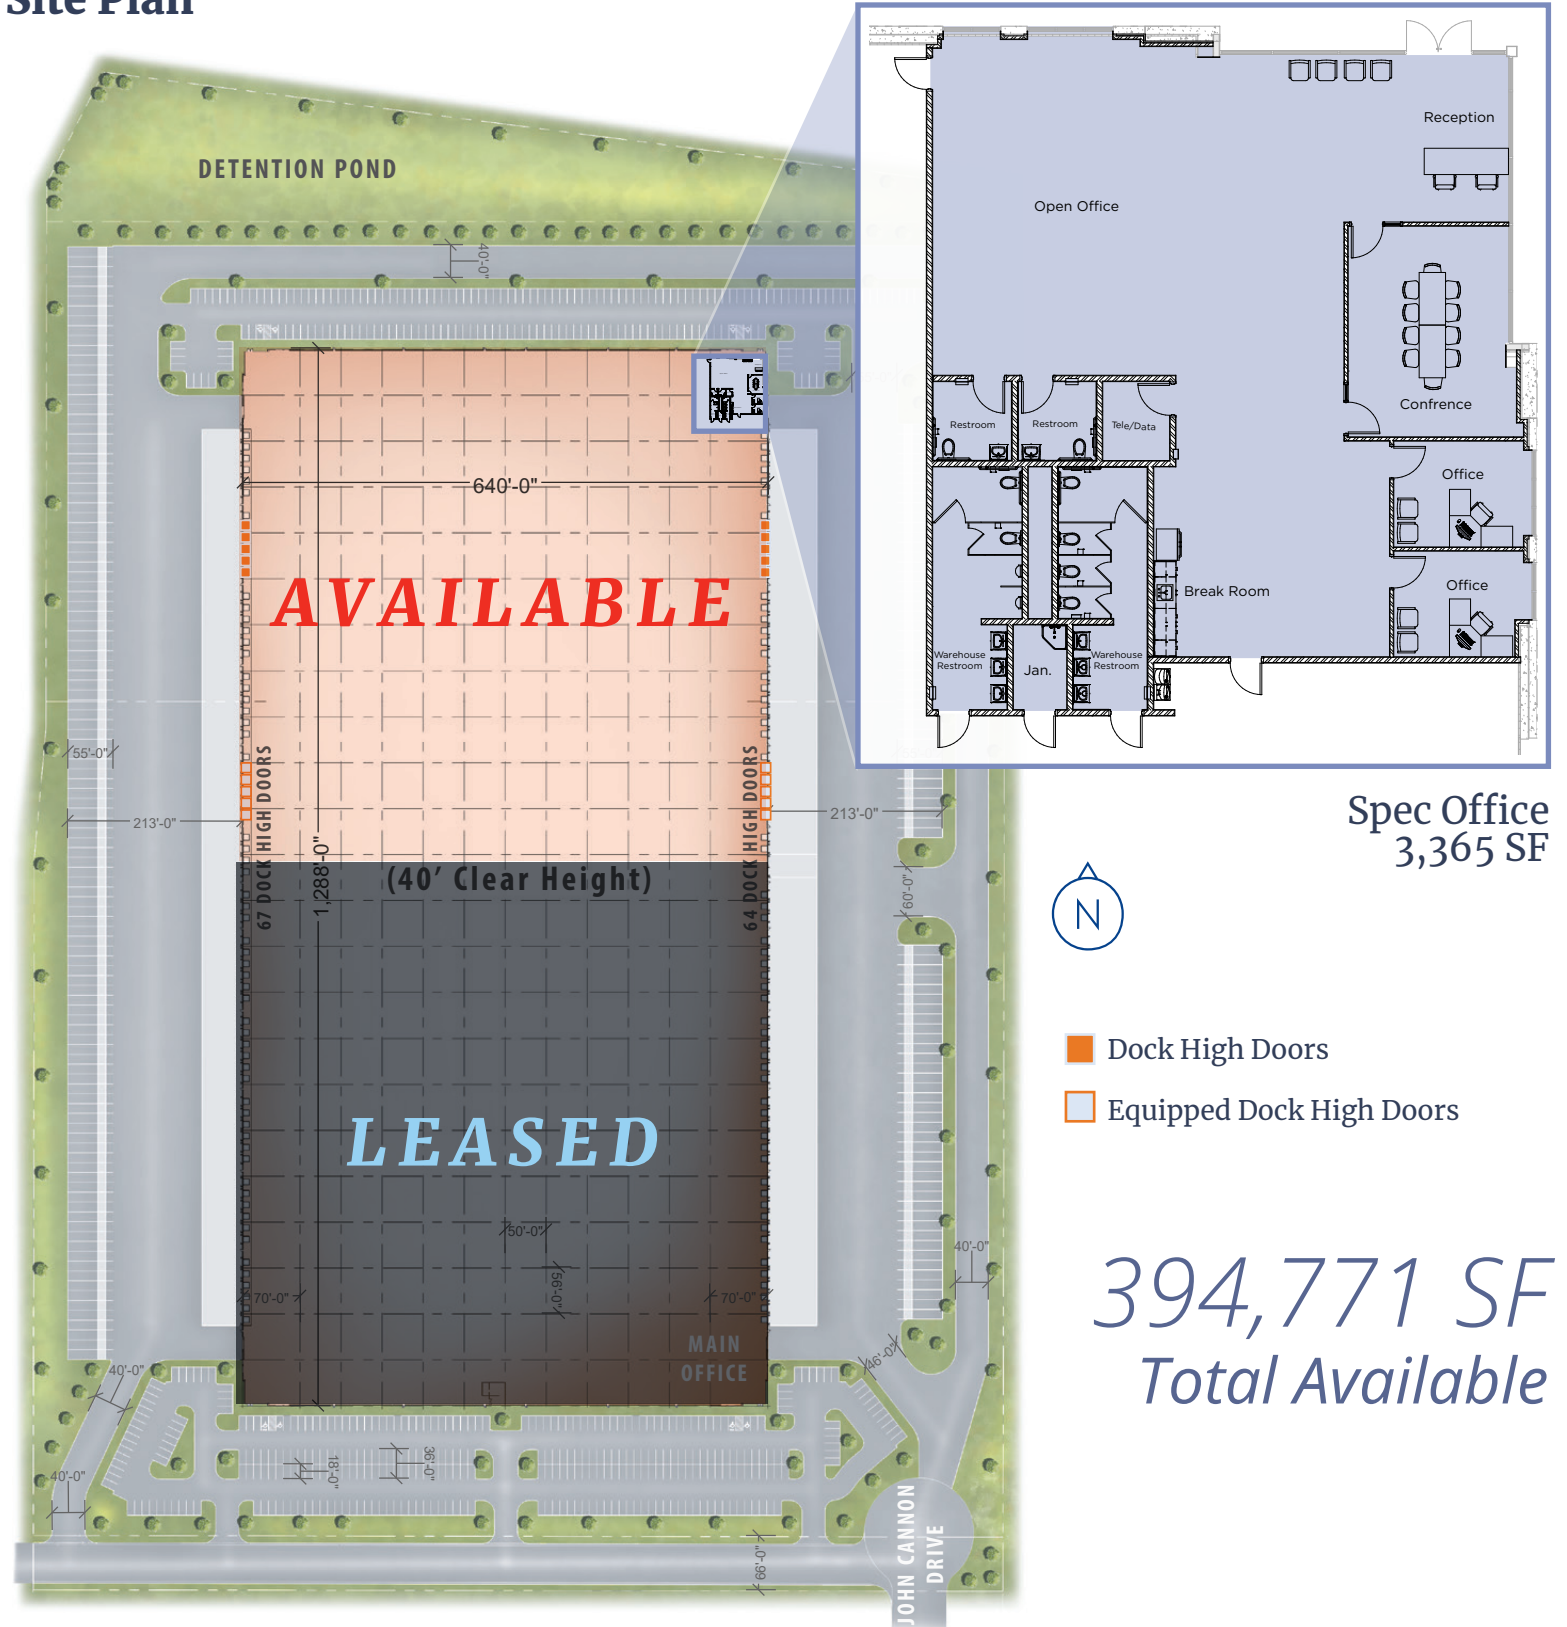 Site Plan
DETENTION POND
40'-0"
640'-0"
AVAILABLE
55'-0"
213'-0"
213'-0"
67 DOCK HIGH DOORS
64 DOCK HIGH DOORS
1,288'-0"
(40' Clear Height)
60'-0"
LEASED
50'-0"
56'-0"
70'-0"
70'-0"
MAIN
OFFICE
40'-0"
46'-0"
40'-0"
40'-0"
18'-0"
36'-0"
66'-0"
JOHN CANNON
DRIVE
Reception
Open Office
Confrence
Restroom
Restroom
Tele/Data
Office
Office
Break Room
Warehouse
Restroom
Jan.
Warehouse
Restroom
Spec Office
3,365 SF
N
Dock High Doors
Equipped Dock High Doors
394,771 SF
Total Available